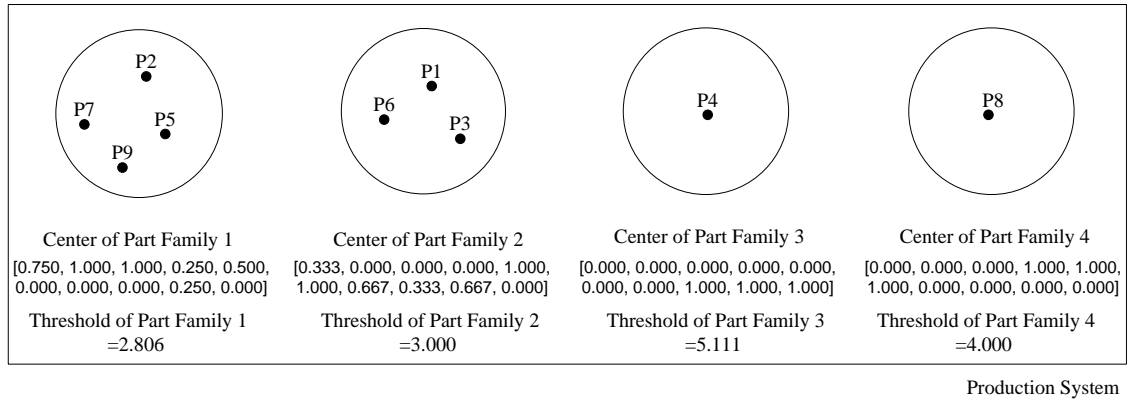 P2
P7
P5
P9
P1
P6
P3
P4
P8
Center of Part Family 1
[0.750, 1.000, 1.000, 0.250, 0.500,
0.000, 0.000, 0.000, 0.250, 0.000]
Threshold of Part Family 1
=2.806
Center of Part Family 2
[0.333, 0.000, 0.000, 0.000, 1.000,
1.000, 0.667, 0.333, 0.667, 0.000]
Threshold of Part Family 2
=3.000
Center of Part Family 3
[0.000, 0.000, 0.000, 0.000, 0.000,
0.000, 0.000, 1.000, 1.000, 1.000]
Threshold of Part Family 3
=5.111
Center of Part Family 4
[0.000, 0.000, 0.000, 1.000, 1.000,
1.000, 0.000, 0.000, 0.000, 0.000]
Threshold of Part Family 4
=4.000
Production System